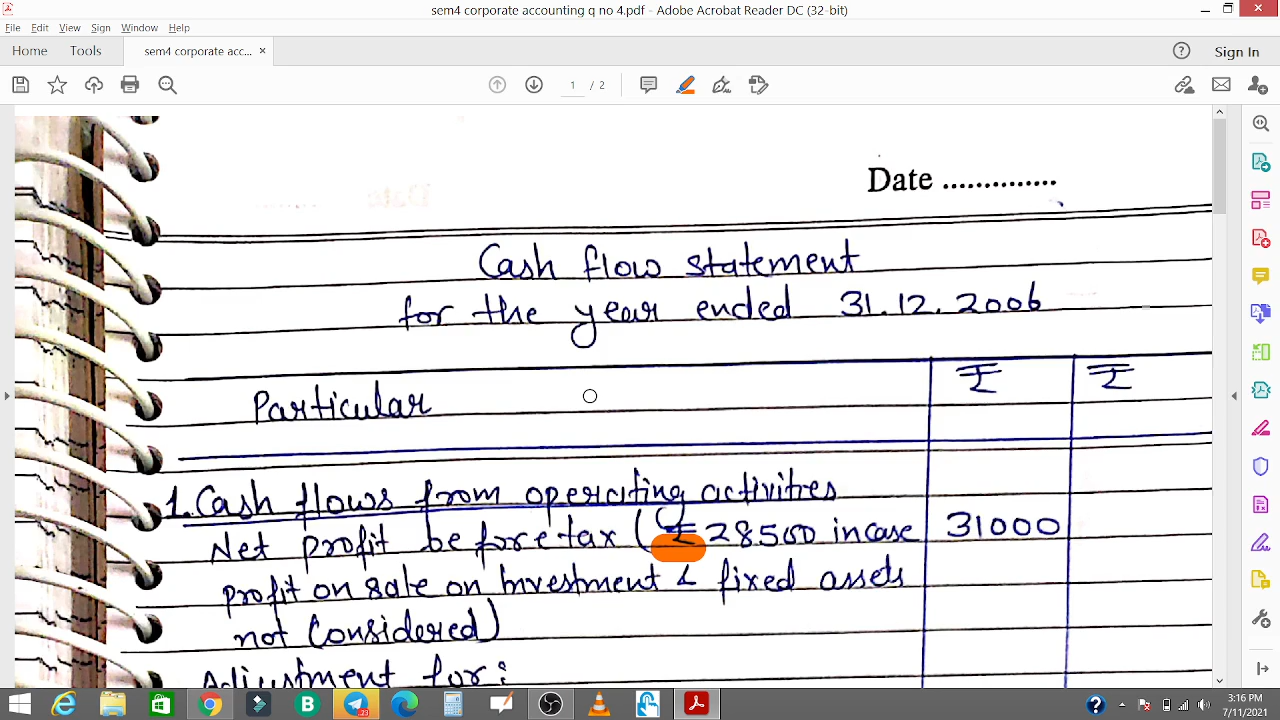 sem4 corporate accounting q no 4.pdf - Adobe Acrobat Reader DC (32-bit)
File Edit View Sign Window Help
Home Tools sem4 corporate acc... × Sign In
1 / 2
Date ..............
Cash flow statement
for the year ended 31.12.2006
Particular ₹ ₹
1. Cash flows from operating activities
Net profit before tax (₹ 28500 in case 31000
profit on sale on investment & fixed assets
not Considered)
Adjustment for:
3:16 PM
7/11/2021